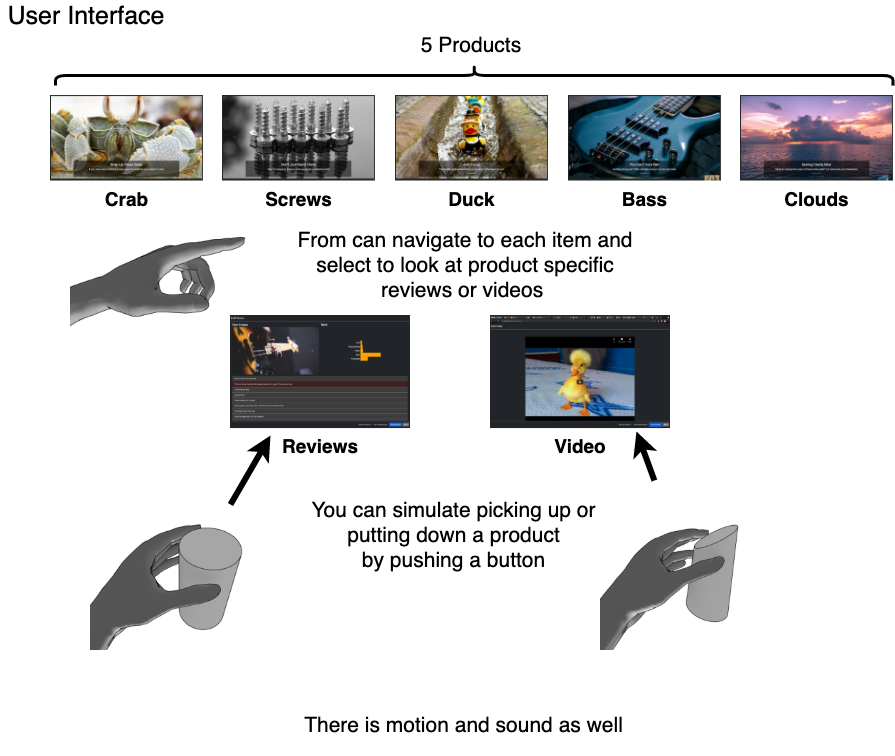 User Interface
5 Products
Crab
Screws
Duck
Bass
Clouds
From can navigate to each item and
select to look at product specific
reviews or videos
Reviews
Video
You can simulate picking up or
putting down a product
by pushing a button
There is motion and sound as well